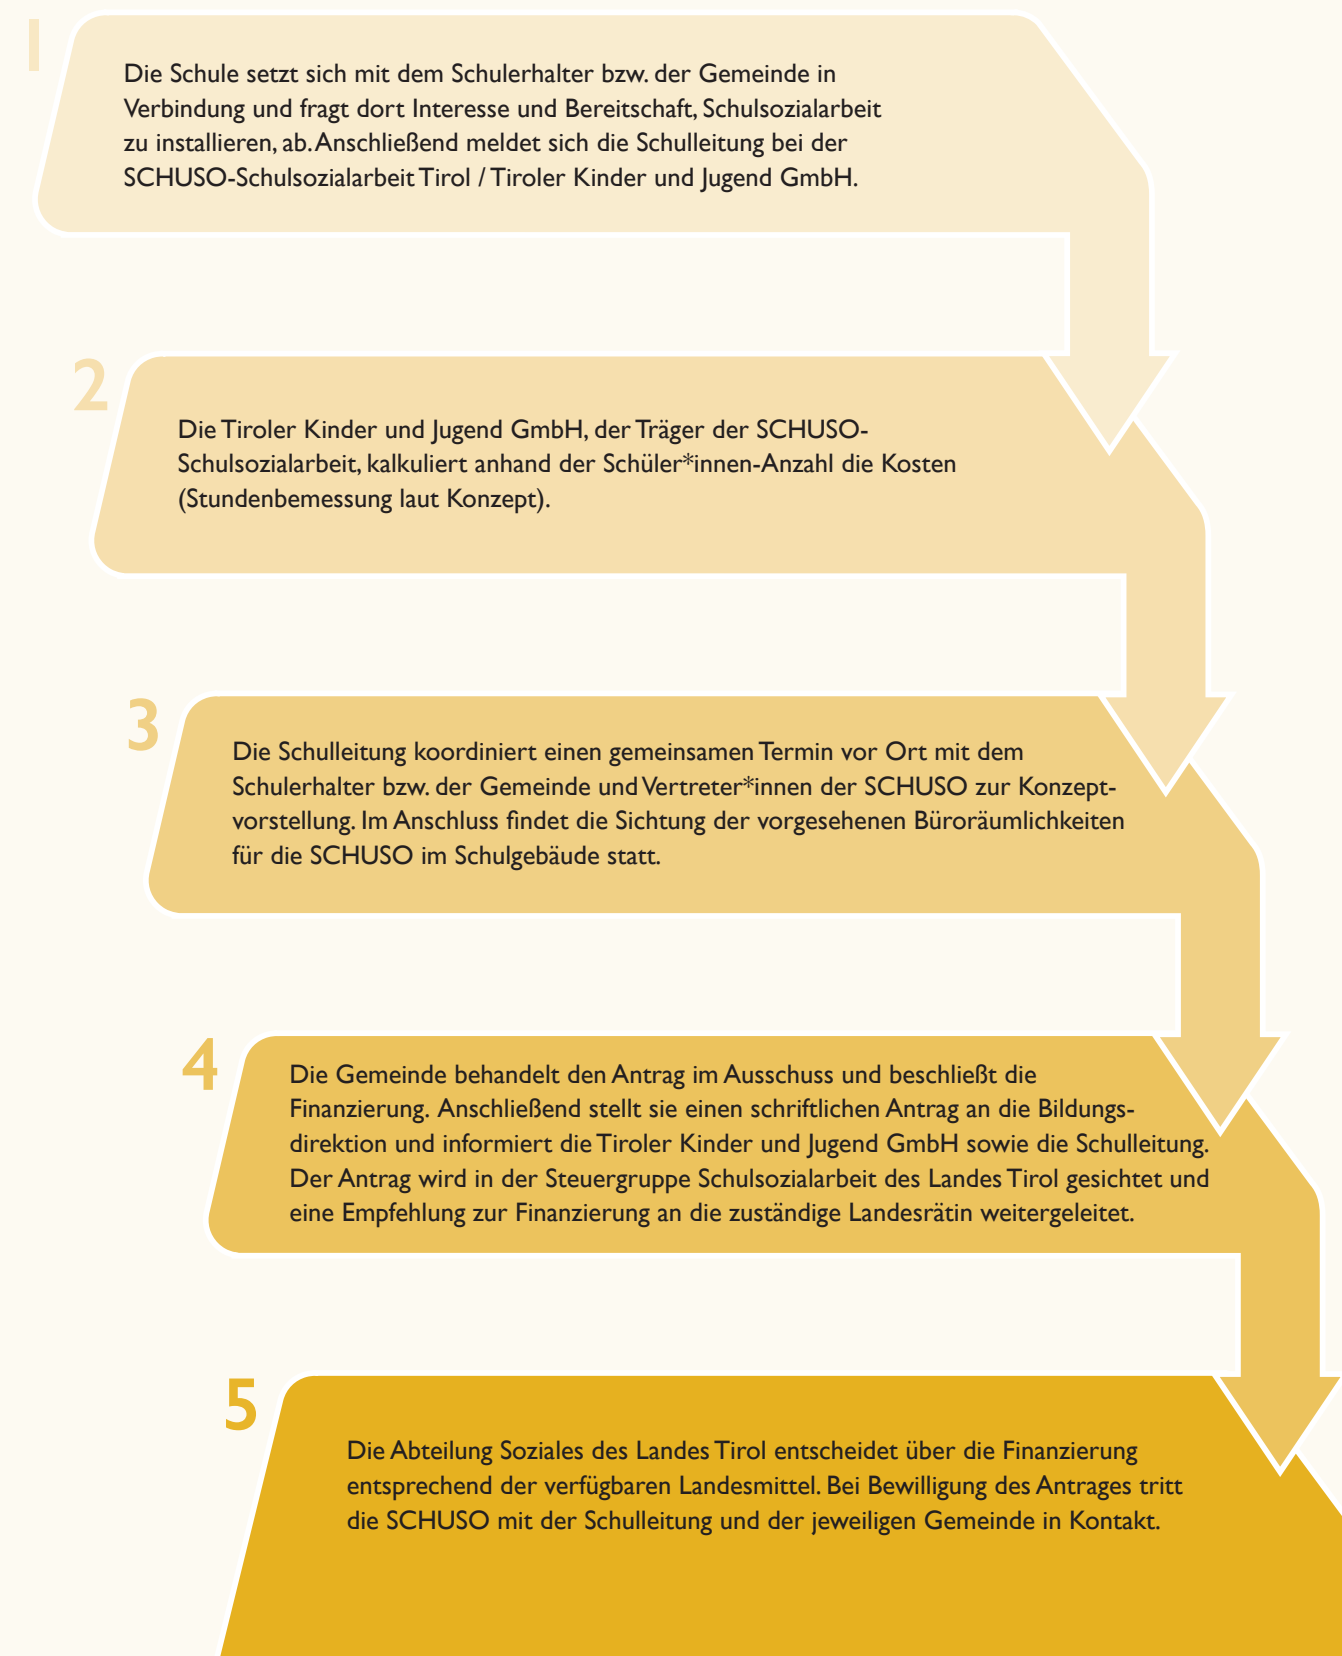 1
Die Schule setzt sich mit dem Schulerhalter bzw. der Gemeinde in
Verbindung und fragt dort Interesse und Bereitschaft, Schulsozialarbeit
zu installieren, ab. Anschließend meldet sich die Schulleitung bei der
SCHUSO-Schulsozialarbeit Tirol / Tiroler Kinder und Jugend GmbH.
2
Die Tiroler Kinder und Jugend GmbH, der Träger der SCHUSO-
Schulsozialarbeit, kalkuliert anhand der Schüler*innen-Anzahl die Kosten
(Stundenbemessung laut Konzept).
3
Die Schulleitung koordiniert einen gemeinsamen Termin vor Ort mit dem
Schulerhalter bzw. der Gemeinde und Vertreter*innen der SCHUSO zur Konzept-
vorstellung. Im Anschluss findet die Sichtung der vorgesehenen Büroräumlichkeiten
für die SCHUSO im Schulgebäude statt.
4
Die Gemeinde behandelt den Antrag im Ausschuss und beschließt die
Finanzierung. Anschließend stellt sie einen schriftlichen Antrag an die Bildungs-
direktion und informiert die Tiroler Kinder und Jugend GmbH sowie die Schulleitung.
Der Antrag wird in der Steuergruppe Schulsozialarbeit des Landes Tirol gesichtet und
eine Empfehlung zur Finanzierung an die zuständige Landesrätin weitergeleitet.
5
Die Abteilung Soziales des Landes Tirol entscheidet über die Finanzierung
entsprechend der verfügbaren Landesmittel. Bei Bewilligung des Antrages tritt
die SCHUSO mit der Schulleitung und der jeweiligen Gemeinde in Kontakt.